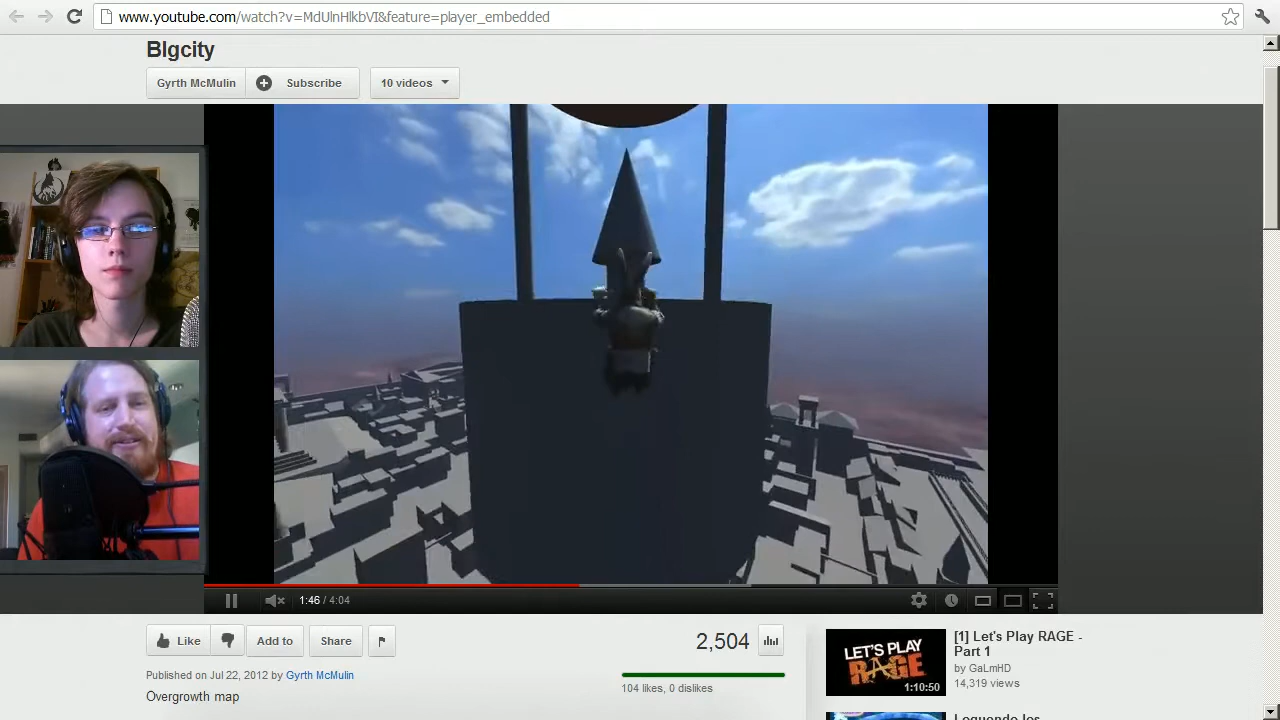 www.youtube.com/watch?v=MdUlnHlkbVI&feature=player_embedded
BIgcity
Gyrth McMulin
Subscribe
10 videos
1:46 / 4:04
Like
Add to
Share
2,504
Published on Jul 22, 2012 by Gyrth McMulin
104 likes, 0 dislikes
Overgrowth map
LET'S PLAY
RAGE
1:10:50
[1] Let's Play RAGE -
Part 1
by GaLmHD
14,319 views